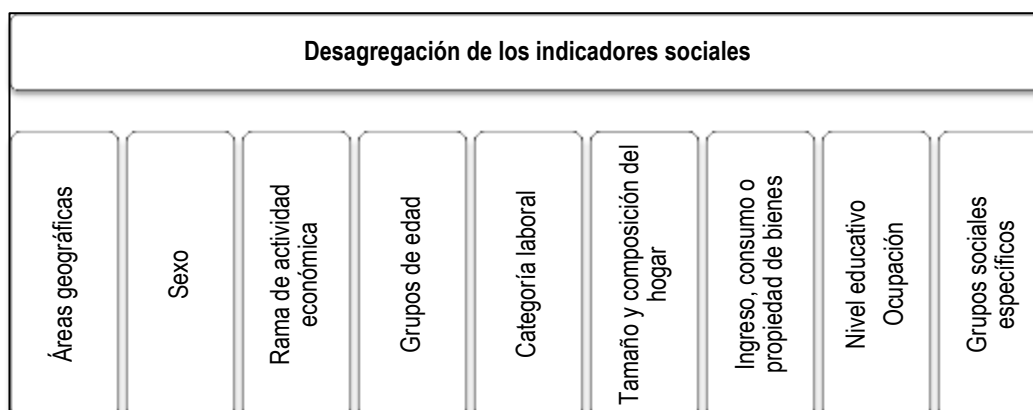 Desagregación de los indicadores sociales
Áreas geográficas
Sexo
Rama de actividad
económica
Grupos de edad
Categoría laboral
Tamaño y composición del
hogar
Ingreso, consumo o
propiedad de bienes
Nivel educativo
Ocupación
Grupos sociales
específicos